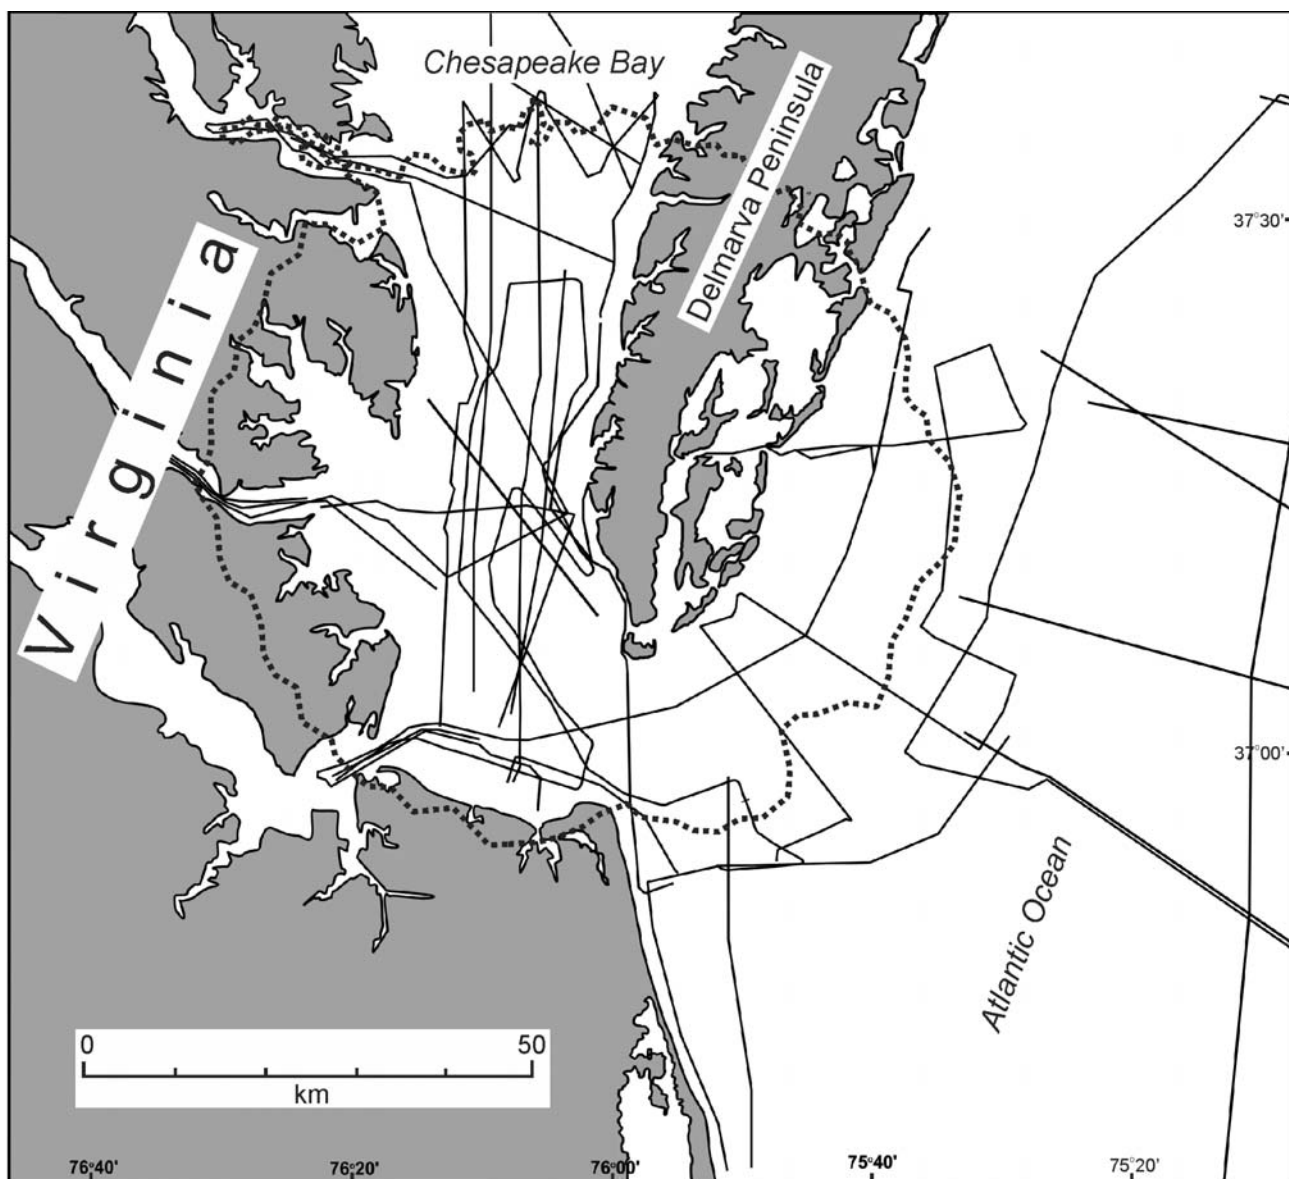 Chesapeake Bay
Delmarva Peninsula
37°30'
Virginia
37°00'
Atlantic Ocean
0 50
km
76°40' 76°20' 76°00' 75°40' 75°20'